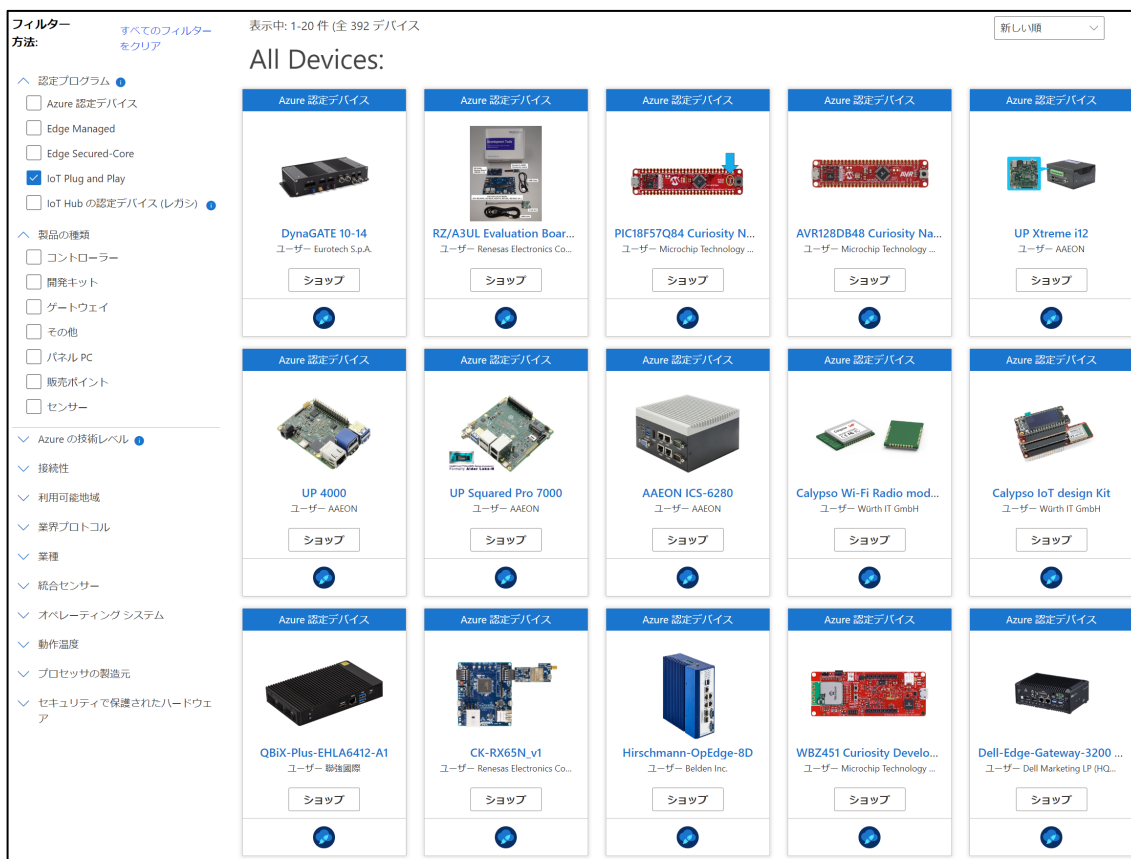 フィルター
方法:
すべてのフィルター
をクリア
認定プログラム
Azure 認定デバイス
Edge Managed
Edge Secured-Core
IoT Plug and Play
IoT Hub の認定デバイス (レガシ)
製品の種類
コントローラー
開発キット
ゲートウェイ
その他
パネル PC
販売ポイント
センサー
Azure の技術レベル
接続性
利用可能地域
業界プロトコル
業種
統合センサー
オペレーティング システム
動作温度
プロセッサの製造元
セキュリティで保護されたハードウェ
ア
表示中: 1-20 件 (全 392 デバイス
新しい順
All Devices:
Azure 認定デバイス
DynaGATE 10-14
ユーザー Eurotech S.p.A.
ショップ
Azure 認定デバイス
RZ/A3UL Evaluation Boar...
ユーザー Renesas Electronics Co...
ショップ
Azure 認定デバイス
PIC18F57Q84 Curiosity N...
ユーザー Microchip Technology ...
ショップ
Azure 認定デバイス
AVR
AVR128DB48 Curiosity Na...
ユーザー Microchip Technology ...
ショップ
Azure 認定デバイス
UP Xtreme i12
ユーザー AAEON
ショップ
Azure 認定デバイス
UP 4000
ユーザー AAEON
ショップ
Azure 認定デバイス
UP Squared Pro 7000
ユーザー AAEON
ショップ
Azure 認定デバイス
AAEON ICS-6280
ユーザー AAEON
ショップ
Azure 認定デバイス
Calypso Wi-Fi Radio mod...
ユーザー Würth IT GmbH
ショップ
Azure 認定デバイス
Calypso IoT design Kit
ユーザー Würth IT GmbH
ショップ
Azure 認定デバイス
QBiX-Plus-EHLA6412-A1
ユーザー 聯強國際
ショップ
Azure 認定デバイス
CK-RX65N_v1
ユーザー Renesas Electronics Co...
ショップ
Azure 認定デバイス
Hirschmann-OpEdge-8D
ユーザー Belden Inc.
ショップ
Azure 認定デバイス
WBZ451 Curiosity Develo...
ユーザー Microchip Technology ...
ショップ
Azure 認定デバイス
Dell-Edge-Gateway-3200 ...
ユーザー Dell Marketing LP (HQ...
ショップ